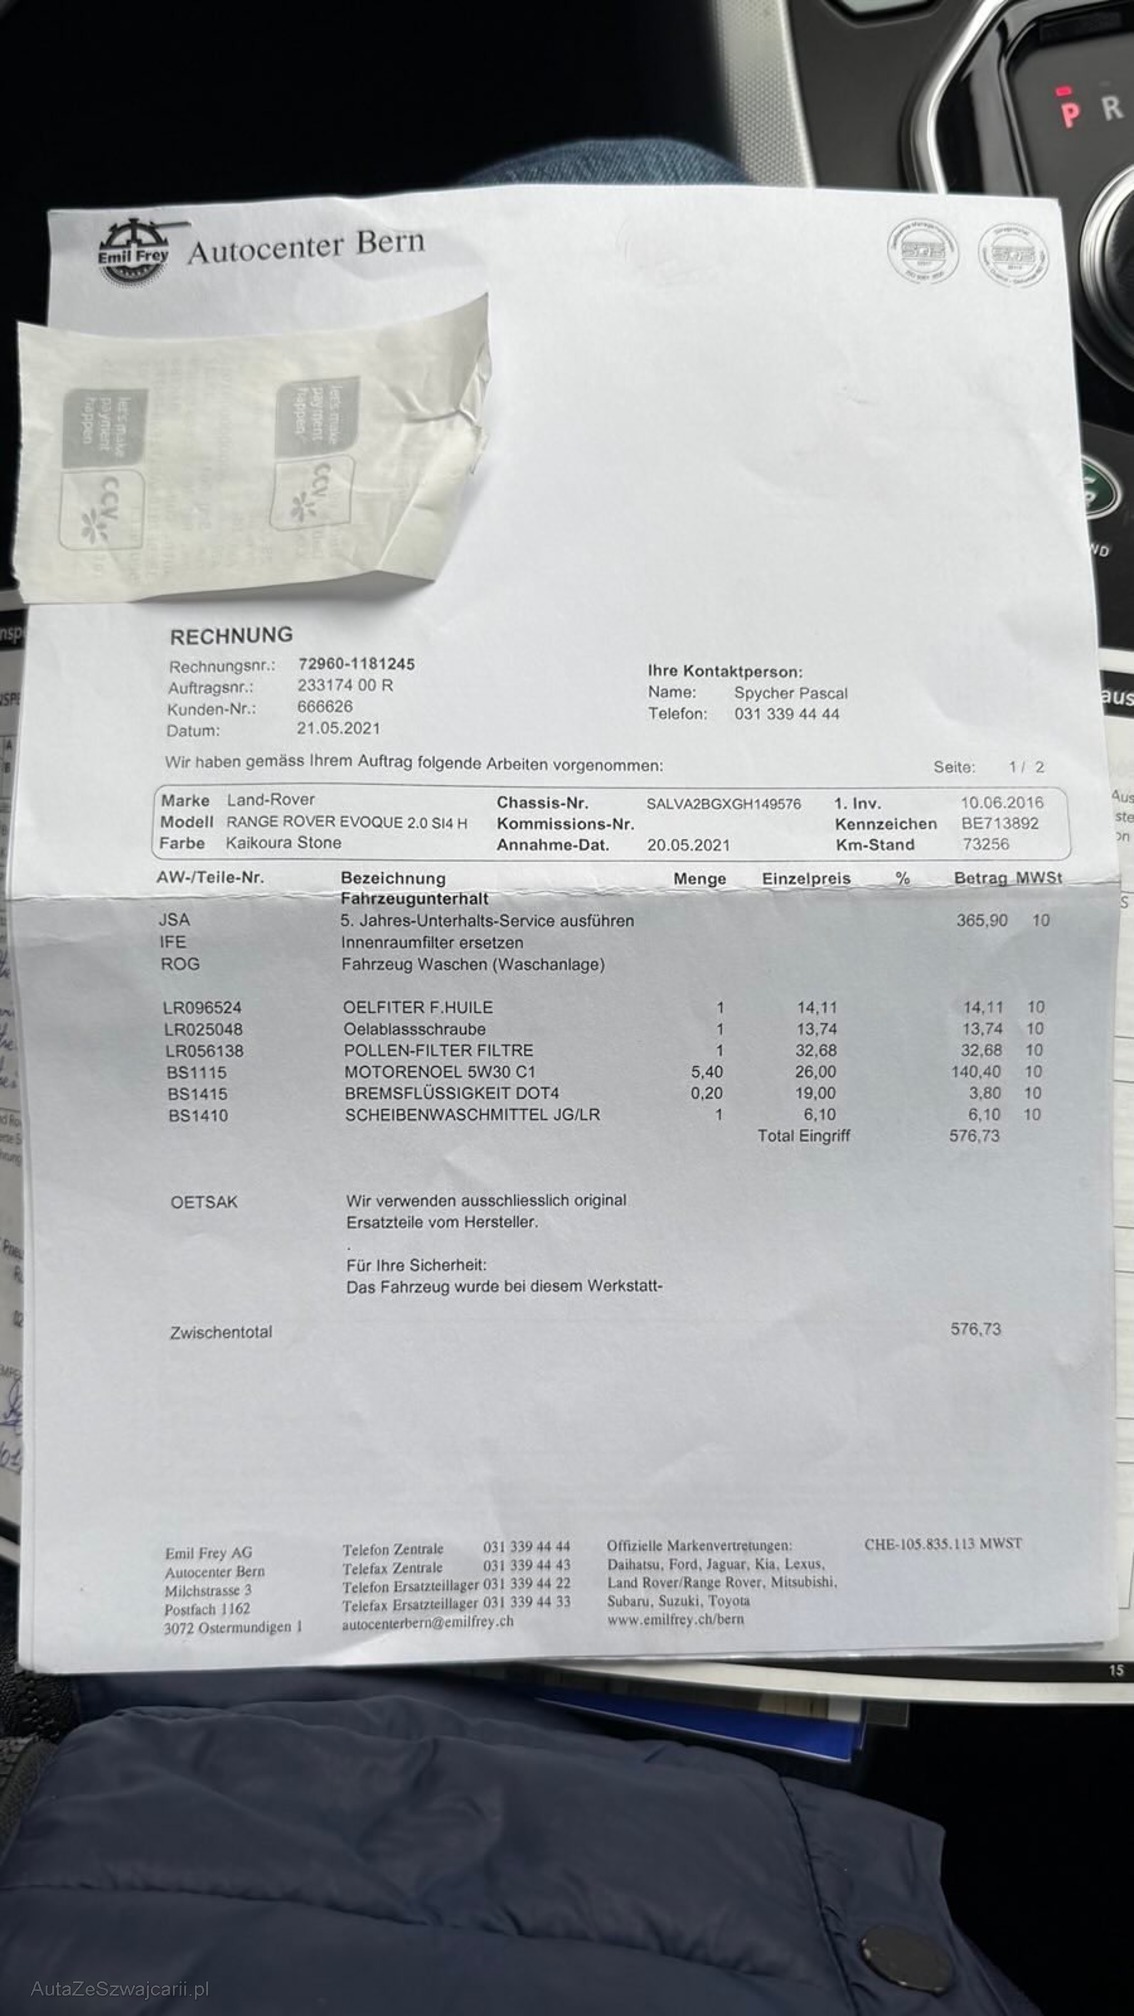 P R
Emil Frey Autocenter Bern
SQS SQS
let's make payment happen
CCV
let's make payment happen
CCV
RECHNUNG
Rechnungsnr.: 72960-1181245
Auftragsnr.: 233174 00 R
Kunden-Nr.: 666626
Datum: 21.05.2021
Ihre Kontaktperson:
Name: Spycher Pascal
Telefon: 031 339 44 44
Wir haben gemäss Ihrem Auftrag folgende Arbeiten vorgenommen: Seite: 1 / 2
Marke Land-Rover Chassis-Nr. SALVA2BGXGH149576 1. Inv. 10.06.2016
Modell RANGE ROVER EVOQUE 2.0 SI4 H Kommissions-Nr. Kennzeichen BE713892
Farbe Kaikoura Stone Annahme-Dat. 20.05.2021 Km-Stand 73256
AW-/Teile-Nr. Bezeichnung Menge Einzelpreis % Betrag MWSt
Fahrzeugunterhalt
JSA 5. Jahres-Unterhalts-Service ausführen 365,90 10
IFE Innenraumfilter ersetzen
ROG Fahrzeug Waschen (Waschanlage)
LR096524 OELFITER F.HUILE 1 14,11 14,11 10
LR025048 Oelablassschraube 1 13,74 13,74 10
LR056138 POLLEN-FILTER FILTRE 1 32,68 32,68 10
BS1115 MOTORENOEL 5W30 C1 5,40 26,00 140,40 10
BS1415 BREMSFLÜSSIGKEIT DOT4 0,20 19,00 3,80 10
BS1410 SCHEIBENWASCHMITTEL JG/LR 1 6,10 6,10 10
Total Eingriff 576,73
OETSAK Wir verwenden ausschliesslich original
Ersatzteile vom Hersteller.
.
Für Ihre Sicherheit:
Das Fahrzeug wurde bei diesem Werkstatt-
Zwischentotal 576,73
Emil Frey AG
Autocenter Bern
Milchstrasse 3
Postfach 1162
3072 Ostermundigen 1
Telefon Zentrale 031 339 44 44
Telefax Zentrale 031 339 44 43
Telefon Ersatzteillager 031 339 44 22
Telefax Ersatzteillager 031 339 44 33
autocenterbern@emilfrey.ch
Offizielle Markenvertretungen:
Daihatsu, Ford, Jaguar, Kia, Lexus,
Land Rover/Range Rover, Mitsubishi,
Subaru, Suzuki, Toyota
www.emilfrey.ch/bern
CHE-105.835.113 MWST
15
AutaZeSzwajcarii.pl